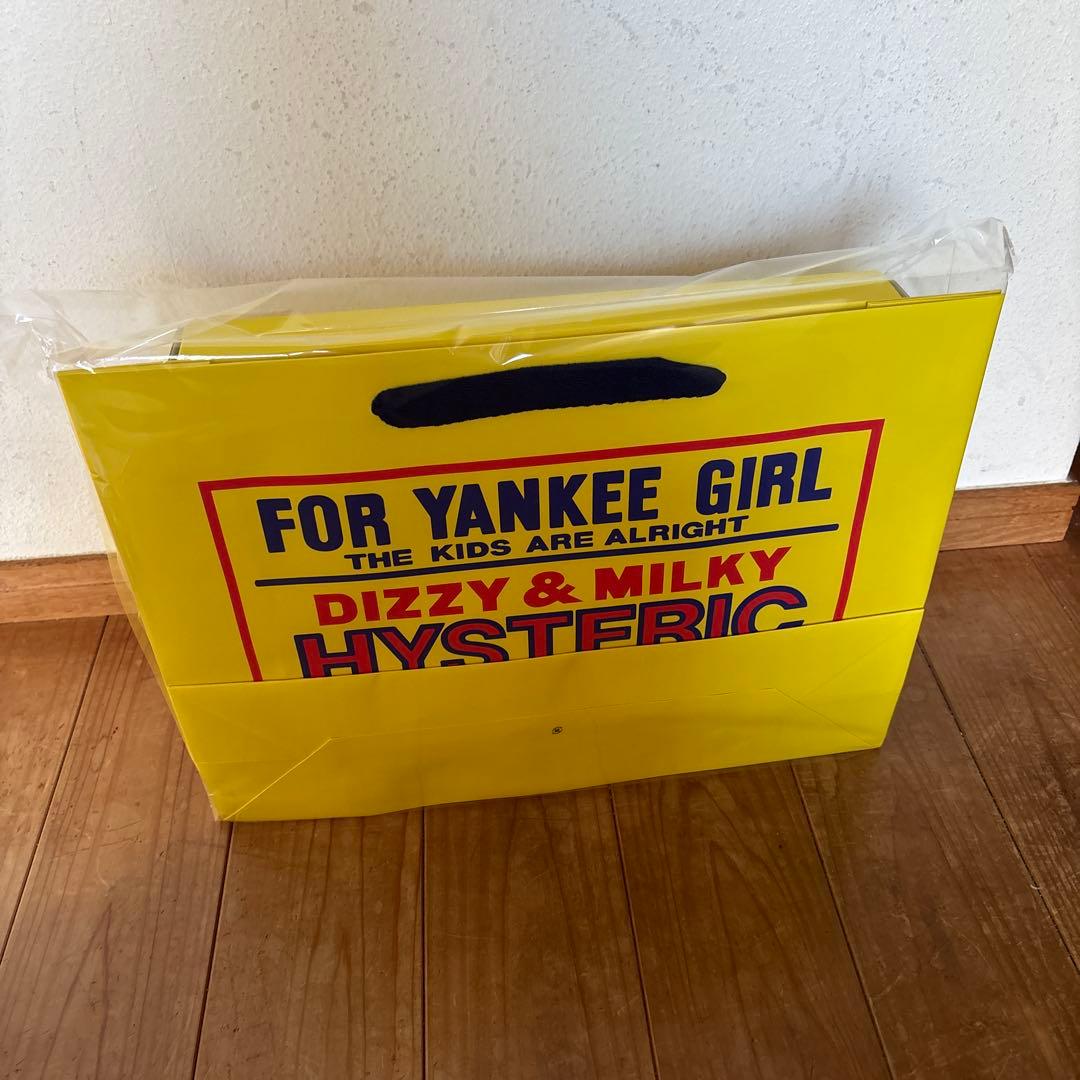 FOR YANKEE GIRL
THE KIDS ARE ALRIGHT
DIZZY & MILKY
HYSTERIC